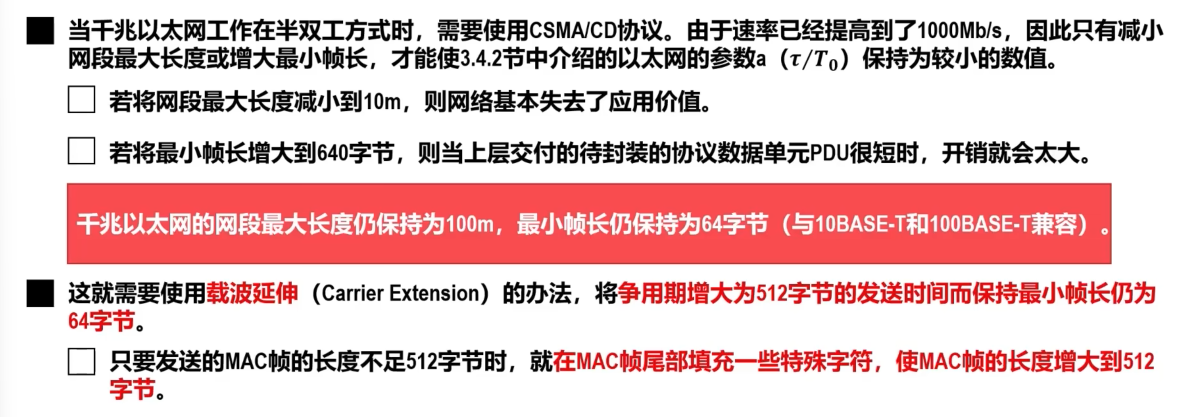 当千兆以太网工作在半双工方式时，需要使用CSMA/CD协议。由于速率已经提高到了1000Mb/s，因此只有减小
网段最大长度或增大最小帧长，才能使3.4.2节中介绍的以太网的参数a（τ/T₀）保持为较小的数值。
若将网段最大长度减小到10m，则网络基本失去了应用价值。
若将最小帧长增大到640字节，则当上层交付的待封装的协议数据单元PDU很短时，开销就会太大。
千兆以太网的网段最大长度仍保持为100m，最小帧长仍保持为64字节（与10BASE-T和100BASE-T兼容）。
这就需要使用载波延伸（Carrier Extension）的办法，将争用期增大为512字节的发送时间而保持最小帧长仍为
64字节。
只要发送的MAC帧的长度不足512字节时，就在MAC帧尾部填充一些特殊字符，使MAC帧的长度增大到512
字节。